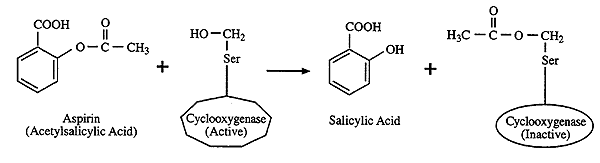 COOH
O
O C CH3
HO CH2
Ser
COOH
OH
O
H3C C O CH2
Ser
+
+
Aspirin
(Acetylsalicylic Acid)
Cyclooxygenase
(Active)
Salicylic Acid
Cyclooxygenase
(Inactive)